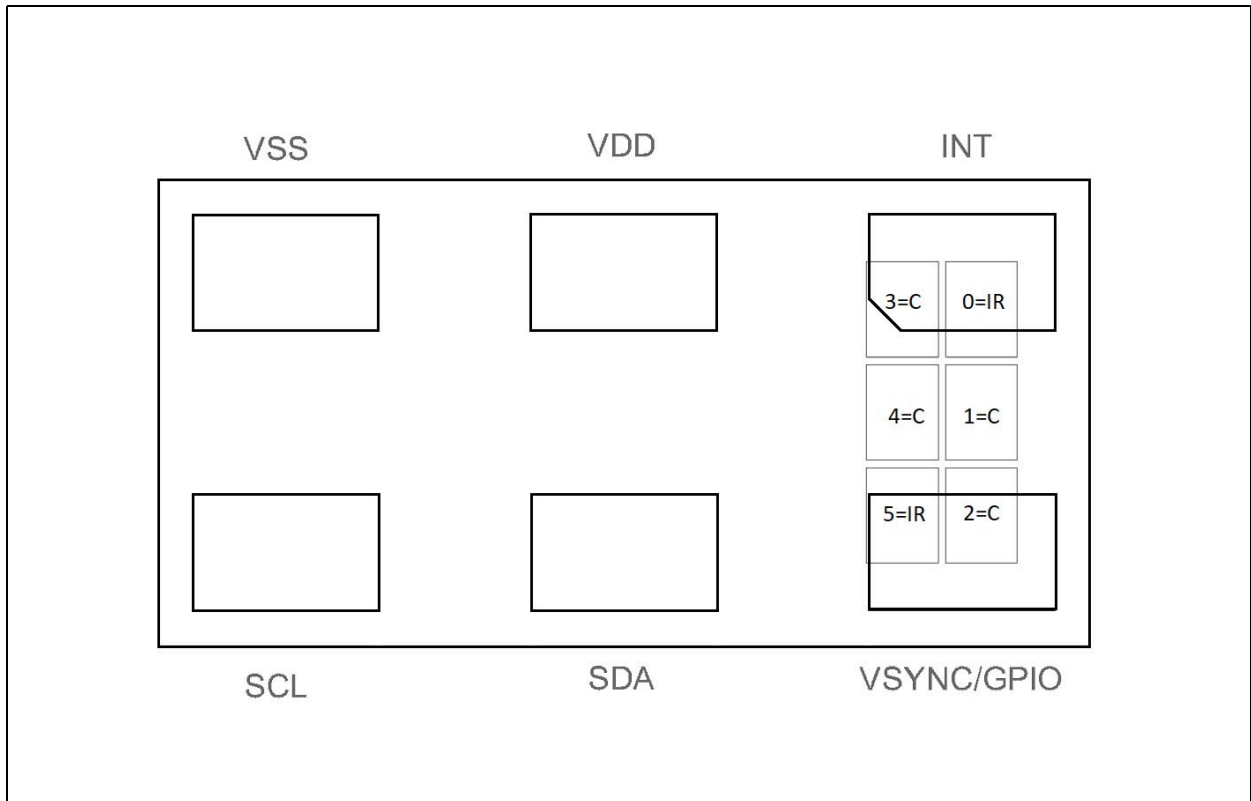 VSS VDD INT
3=C 0=IR
4=C 1=C
5=IR 2=C
SCL SDA VSYNC/GPIO